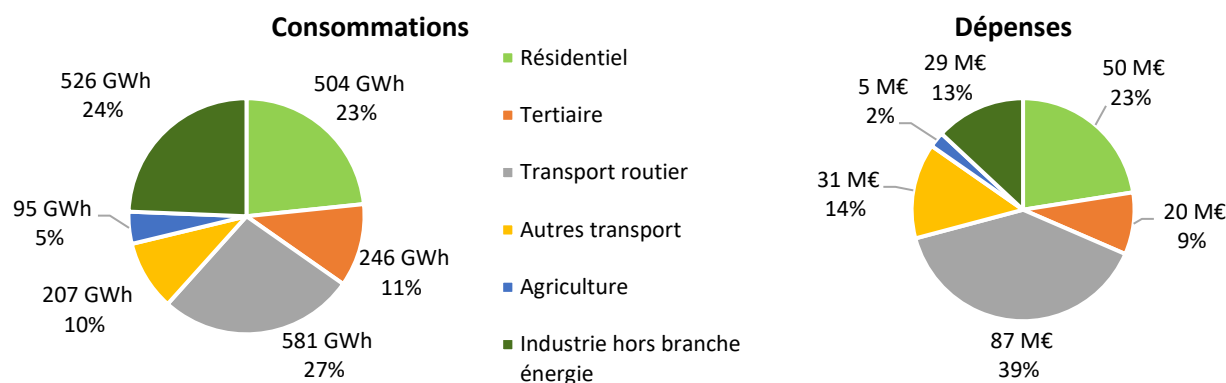 Consommations
526 GWh
24%
504 GWh
23%
95 GWh
5%
246 GWh
11%
207 GWh
10%
581 GWh
27%
Résidentiel
Tertiaire
Transport routier
Autres transport
Agriculture
Industrie hors branche
énergie
Dépenses
29 M€
13%
50 M€
23%
5 M€
2%
31 M€
14%
20 M€
9%
87 M€
39%